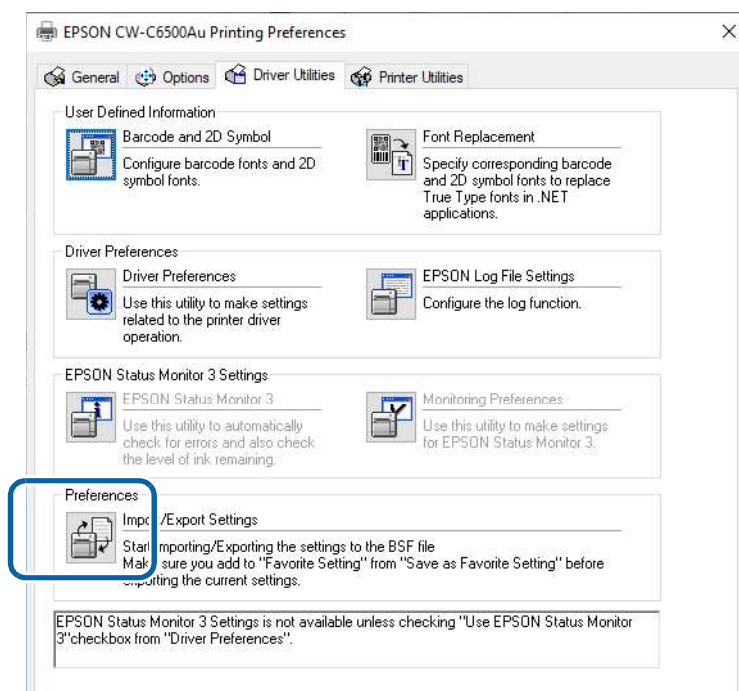 EPSON CW-C6500Au Printing Preferences
General Options Driver Utilities Printer Utilities
User Defined Information
Barcode and 2D Symbol
Configure barcode fonts and 2D
symbol fonts.
Font Replacement
Specify corresponding barcode
and 2D symbol fonts to replace
True Type fonts in .NET
applications.
Driver Preferences
Driver Preferences
Use this utility to make settings
related to the printer driver
operation.
EPSON Log File Settings
Configure the log function.
EPSON Status Monitor 3 Settings
EPSON Status Monitor 3
Use this utility to automatically
check for errors and also check
the level of ink remaining.
Monitoring Preferences
Use this utility to make settings
for EPSON Status Monitor 3.
Preferences
Import/Export Settings
Start Importing/Exporting the settings to the BSF file
Make sure you add to "Favorite Setting" from "Save as Favorite Setting" before
exporting the current settings.
EPSON Status Monitor 3 Settings is not available unless checking "Use EPSON Status Monitor
3"checkbox from "Driver Preferences".